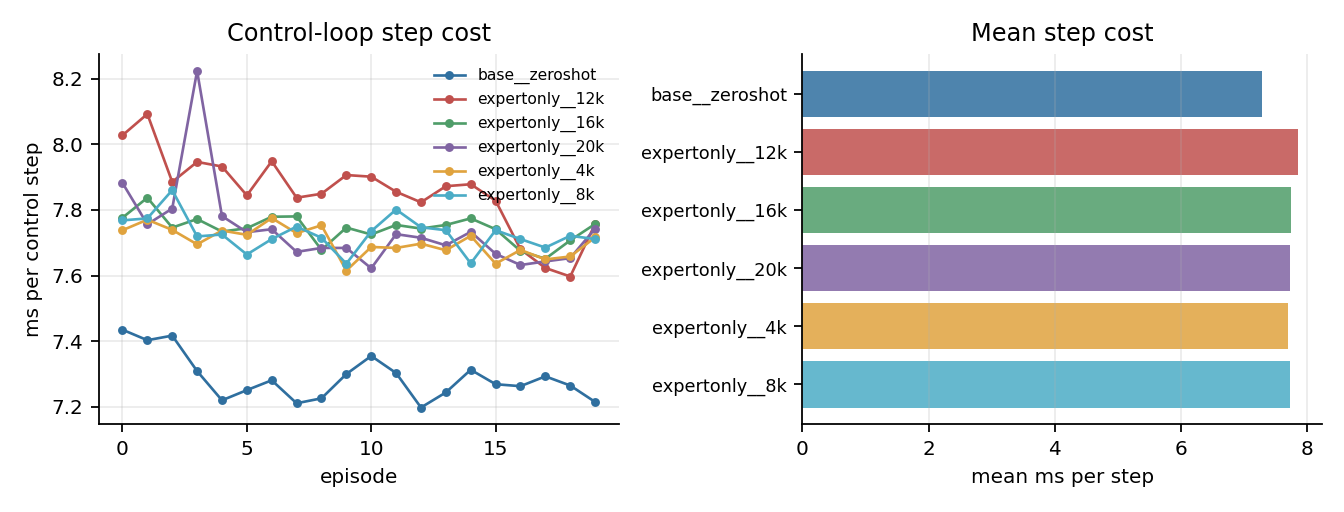 Control-loop step cost
ms per control step
8.2
8.0
7.8
7.6
7.4
7.2
0
5
10
15
episode
base__zeroshot
expertonly__12k
expertonly__16k
expertonly__20k
expertonly__4k
expertonly__8k
Mean step cost
base__zeroshot
expertonly__12k
expertonly__16k
expertonly__20k
expertonly__4k
expertonly__8k
0
2
4
6
8
mean ms per step